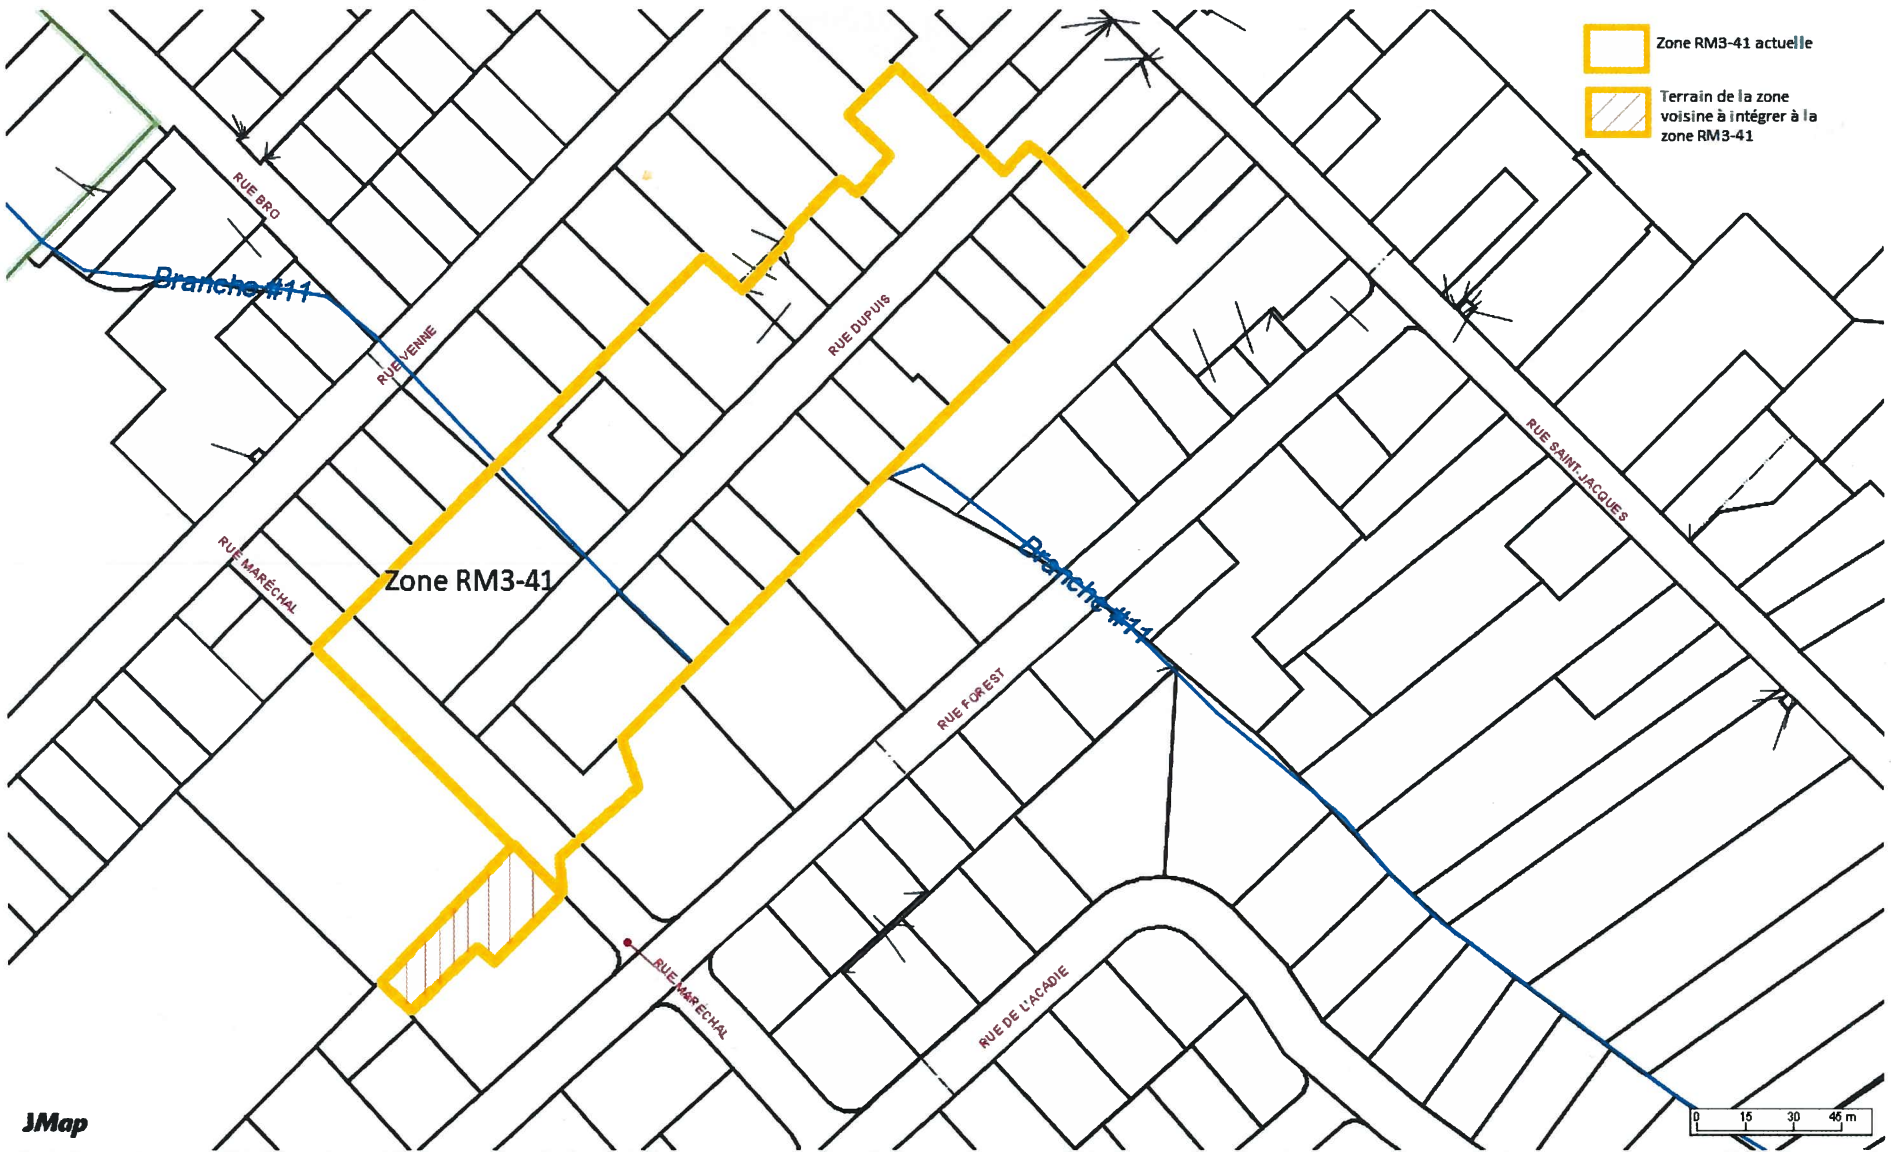 Zone RM3-41 actuelle
Terrain de la zone
voisine à intégrer à la
zone RM3-41
RUE BRO
Branche #11
RUE VENNE
RUE DUPUIS
RUE SAINT-JACQUES
RUE MARÉCHAL
Zone RM3-41
Branche #11
RUE FOREST
RUE MARÉCHAL
RUE DE L'ACADIE
JMap
0 15 30 45 m